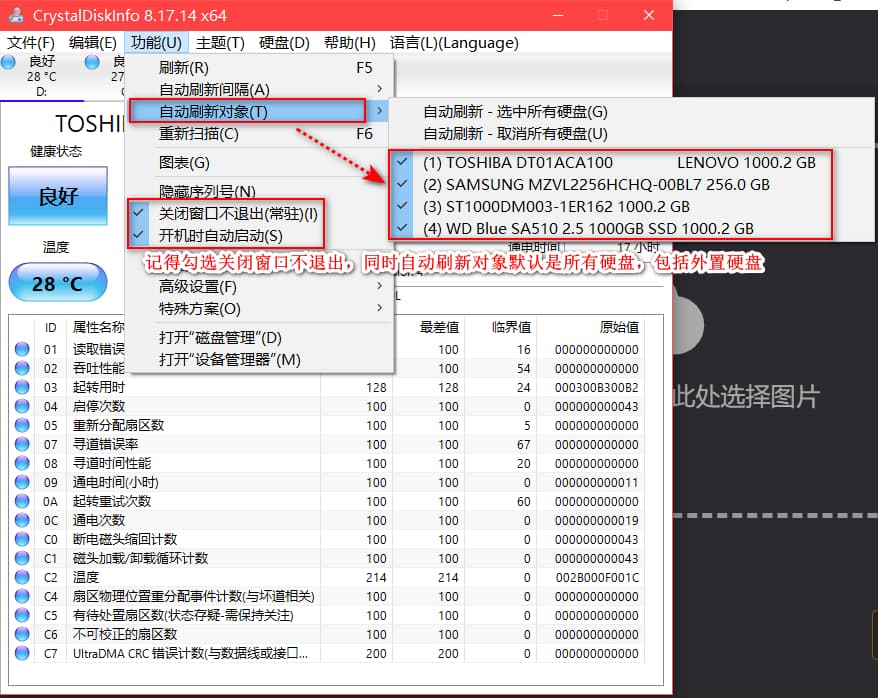 CrystalDiskInfo 8.17.14 x64
文件(F) 编辑(E) 功能(U) 主题(T) 硬盘(D) 帮助(H) 语言(L)(Language)
良好
28 °C
D:
良
27
TOSHI
健康状态
良好
温度
28 °C
刷新(R) F5
自动刷新间隔(A)
自动刷新对象(T)
重新扫描(C) F6
图表(G)
隐藏序列号(N)
关闭窗口不退出(常驻)(I)
开机时自动启动(S)
高级设置(F)
特殊方案(O)
打开“磁盘管理”(D)
打开“设备管理器”(M)
自动刷新 - 选中所有硬盘(G)
自动刷新 - 取消所有硬盘(U)
(1) TOSHIBA DT01ACA100 LENOVO 1000.2 GB
(2) SAMSUNG MZVL2256HCHQ-00BL7 256.0 GB
(3) ST1000DM003-1ER162 1000.2 GB
(4) WD Blue SA510 2.5 1000GB SSD 1000.2 GB
通电时间 17 小时
记得勾选关闭窗口不退出，同时自动刷新对象默认是所有硬盘，包括外置硬盘
L
ID 属性名称 最差值 临界值 原始值
01 读取错误 100 16 000000000000
02 吞吐性能 100 54 000000000000
03 起转用时 128 128 24 000300B300B2
04 启停次数 100 100 0 000000000043
05 重新分配扇区数 100 100 5 000000000000
07 寻道错误率 100 100 67 000000000000
08 寻道时间性能 100 100 20 000000000000
09 通电时间(小时) 100 100 0 000000000011
0A 起转重试次数 100 100 60 000000000000
0C 通电次数 100 100 0 000000000019
C0 断电磁头缩回计数 100 100 0 000000000043
C1 磁头加载/卸载循环计数 100 100 0 000000000043
C2 温度 214 214 0 002B000F001C
C4 扇区物理位置重分配事件计数(与坏道相关) 100 100 0 000000000000
C5 有待处置扇区数(状态存疑-需保持关注) 100 100 0 000000000000
C6 不可校正的扇区数 100 100 0 000000000000
C7 UltraDMA CRC 错误计数(与数据线或接口... 200 200 0 000000000000
此处选择图片